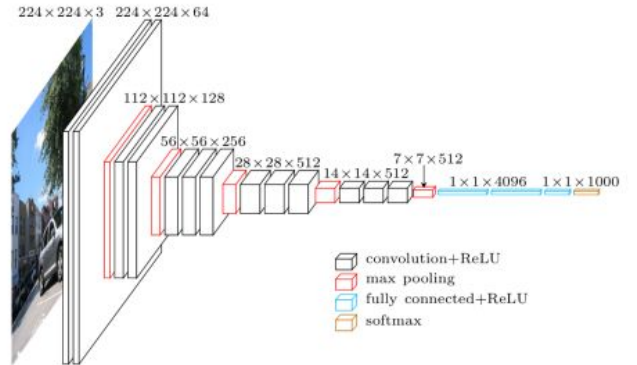 224×224×3
224×224×64
112×112×128
56×56×256
28×28×512
14×14×512
7×7×512
1×1×4096
1×1×1000
convolution+ReLU
max pooling
fully connected+ReLU
softmax